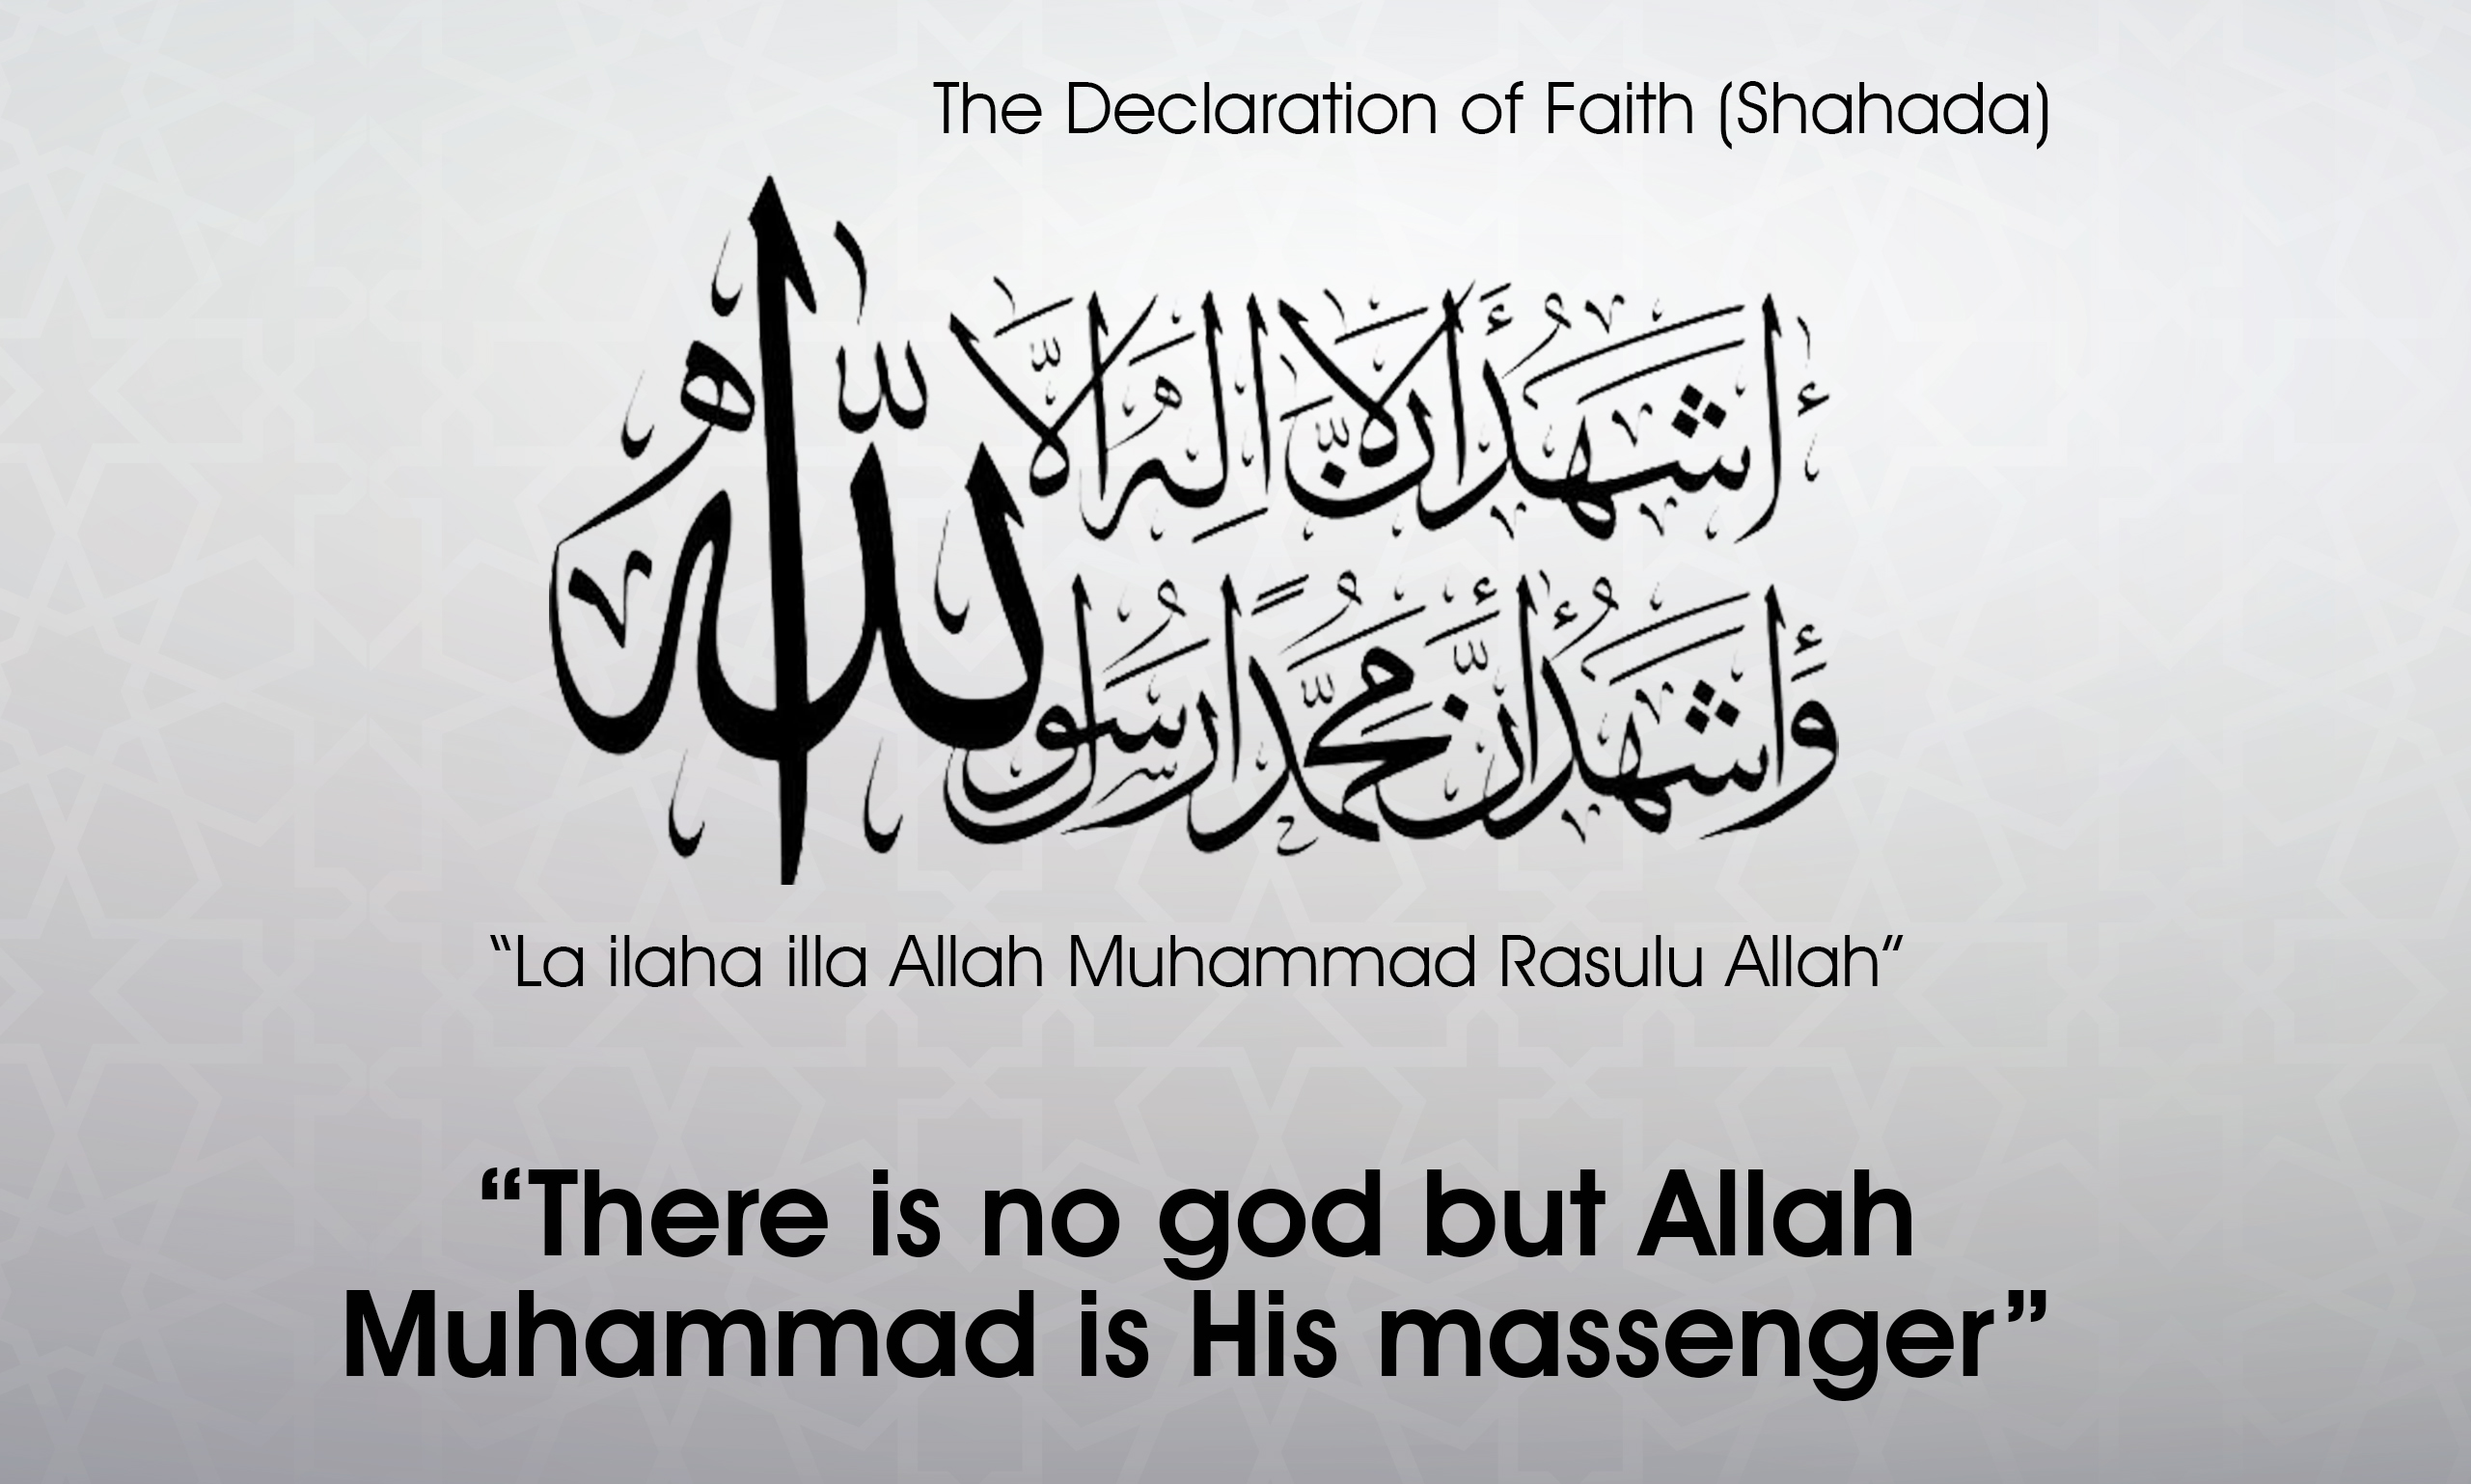 The Declaration of Faith (Shahada)
أشهد أن لا إله إلا الله
وأشهد أن محمدا رسول الله
“La ilaha illa Allah Muhammad Rasulu Allah”
“There is no god but Allah
Muhammad is His massenger”